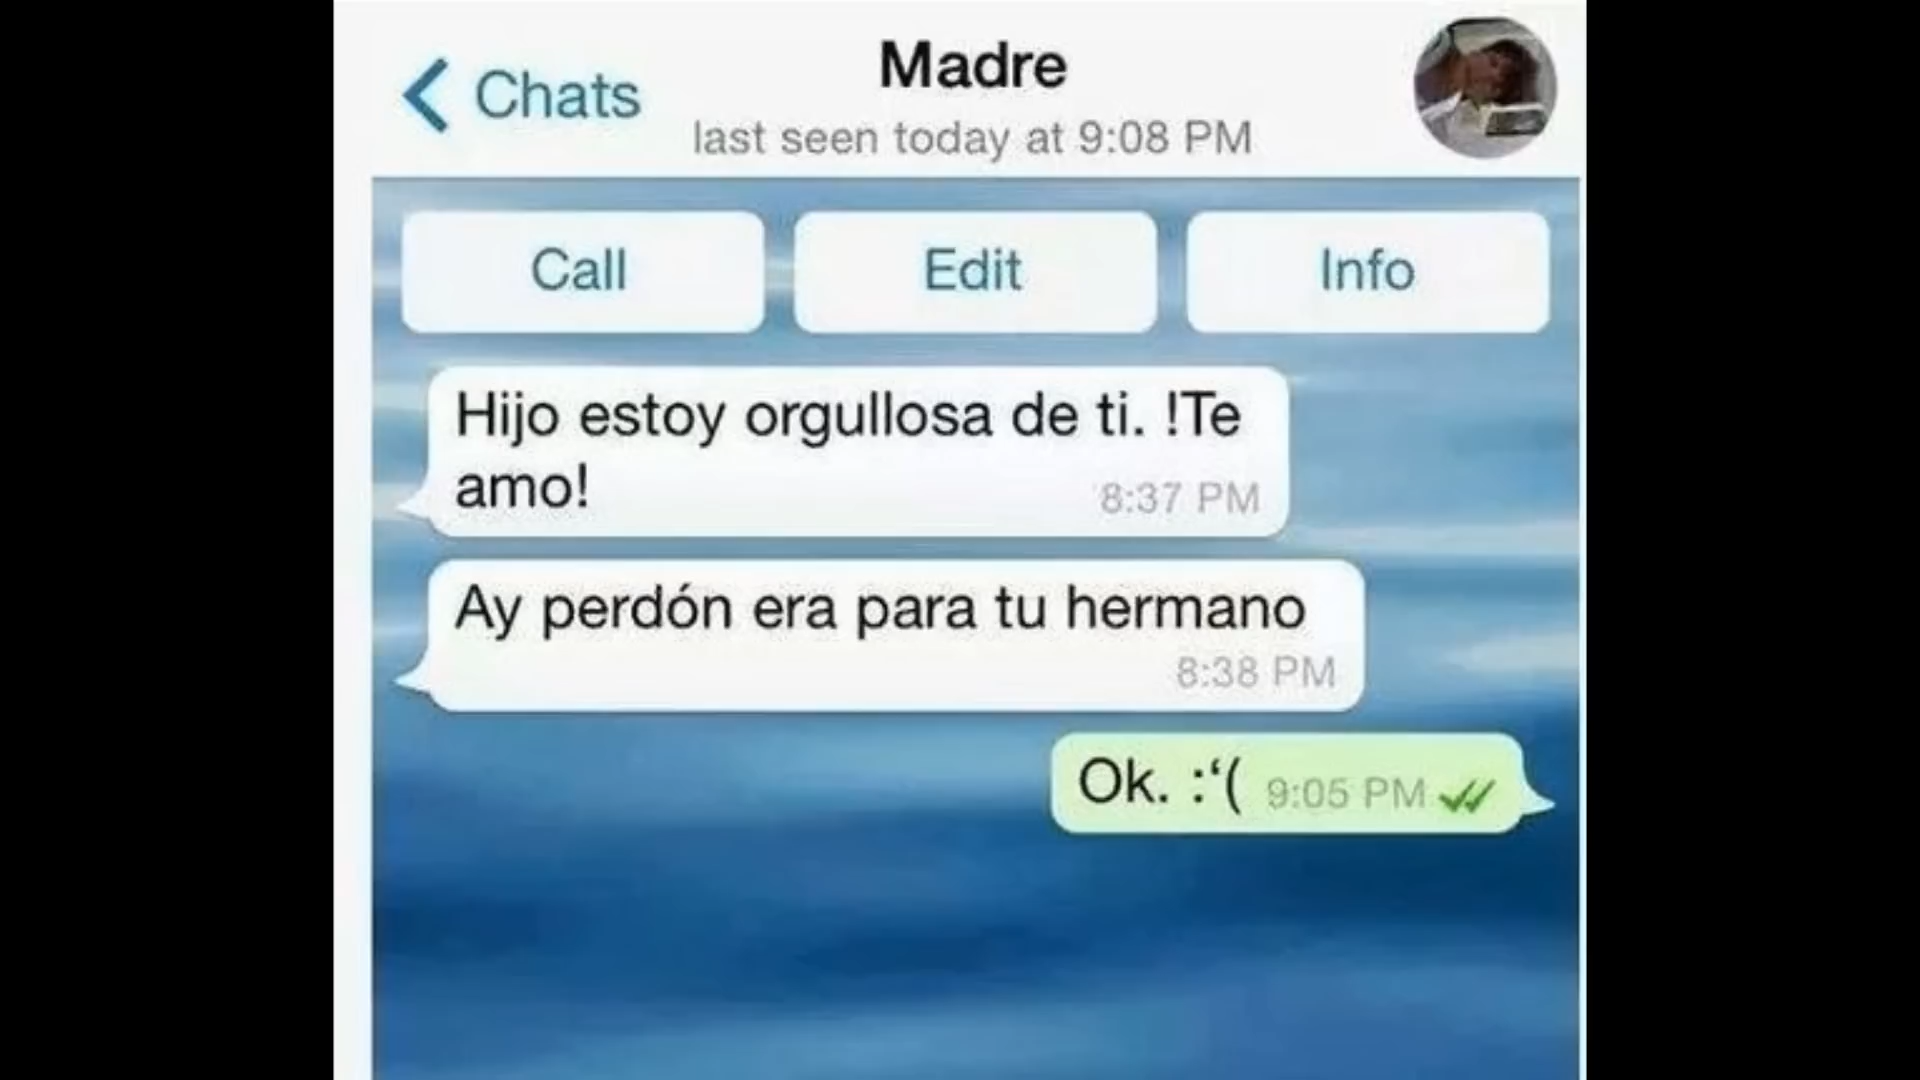 Chats
Madre
last seen today at 9:08 PM
Call
Edit
Info
Hijo estoy orgullosa de ti. !Te
amo!
8:37 PM
Ay perdón era para tu hermano
8:38 PM
Ok. :‘( 9:05 PM